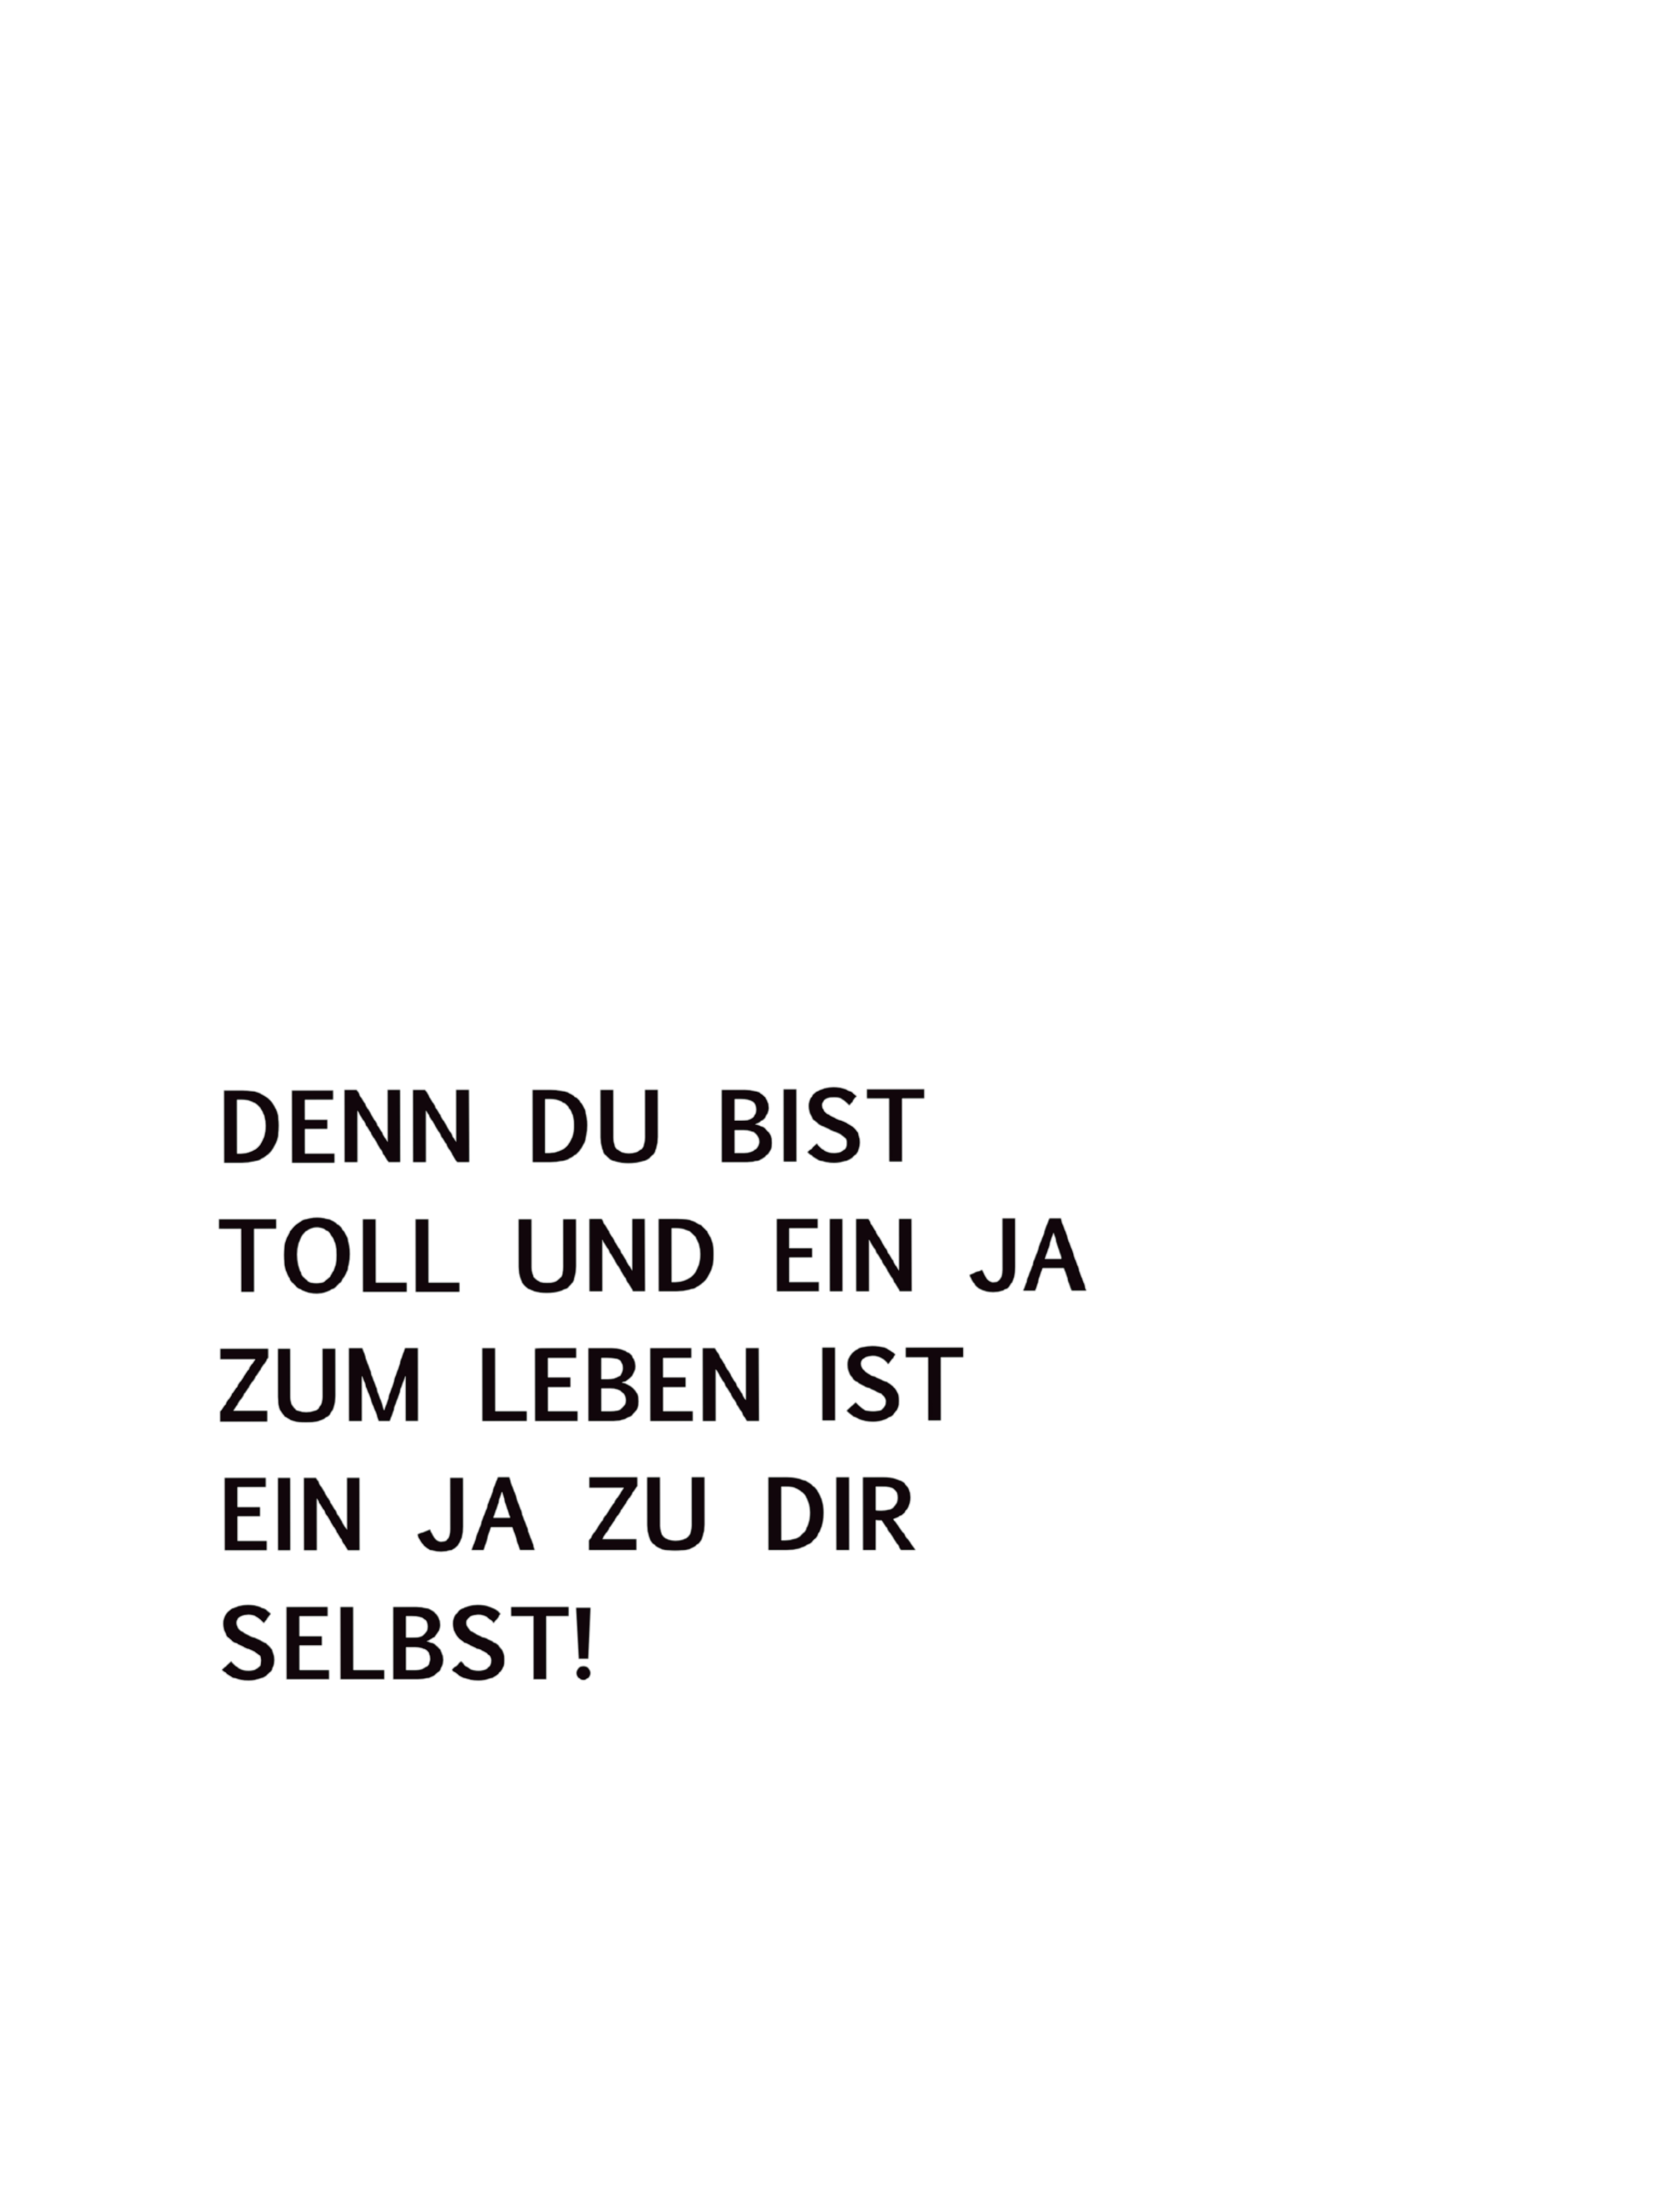 DENN DU BIST
TOLL UND EIN JA
ZUM LEBEN IST
EIN JA ZU DIR
SELBST!